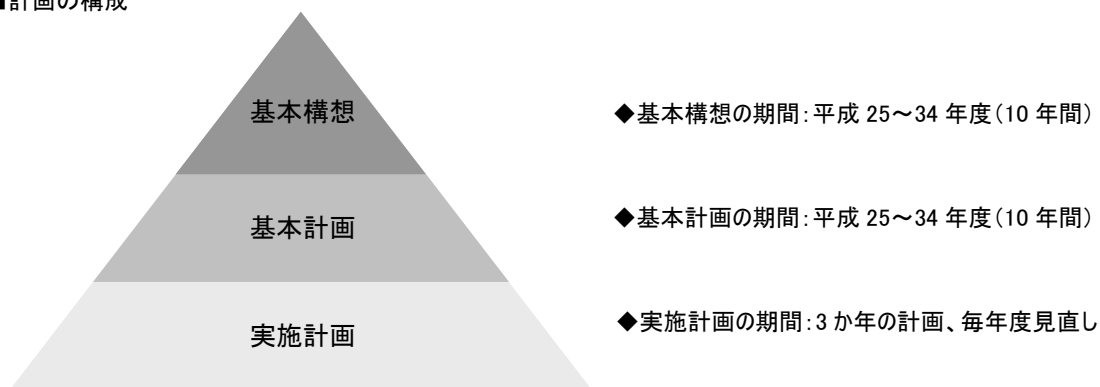 ■計画の構成
基本構想
◆基本構想の期間：平成 25～34 年度（10 年間）
基本計画
◆基本計画の期間：平成 25～34 年度（10 年間）
実施計画
◆実施計画の期間：3 か年の計画、毎年度見直し